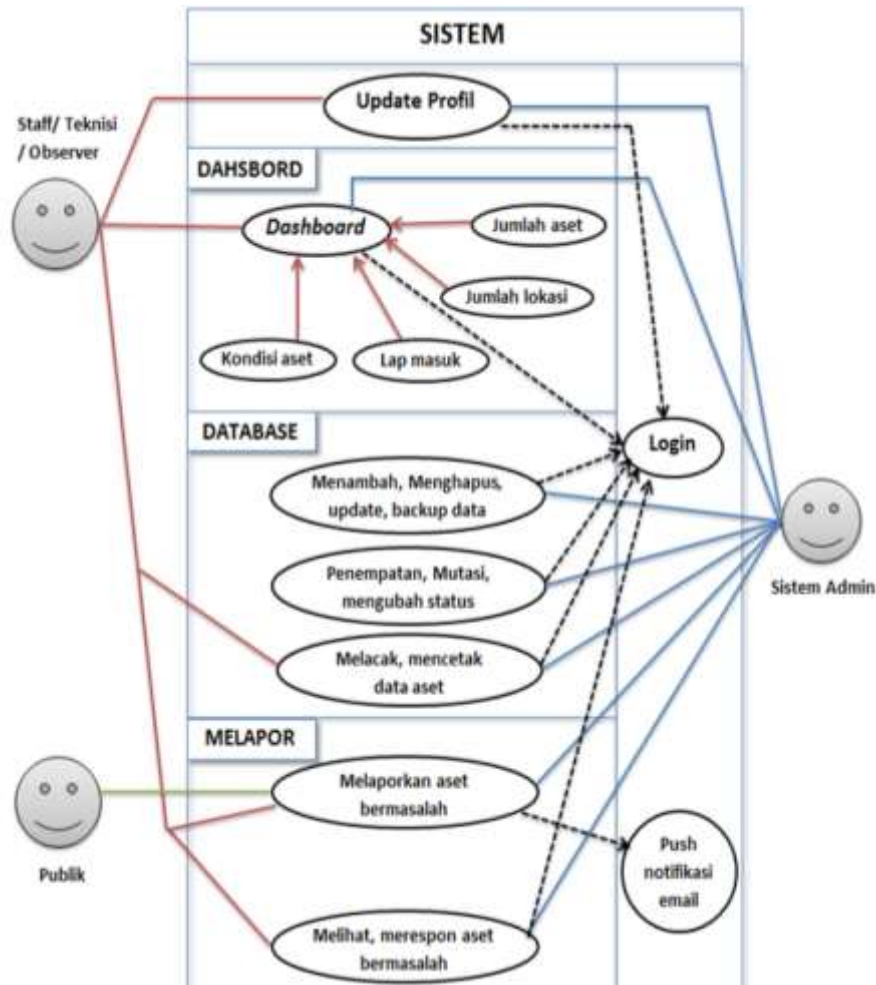 SISTEM
Update Profil
Staff/ Teknisi
/ Observer
DAHSBORD
Dashboard
Jumlah aset
Jumlah lokasi
Kondisi aset
Lap masuk
DATABASE
Login
Menambah, Menghapus,
update, backup data
Penempatan, Mutasi,
mengubah status
Sistem Admin
Melacak, mencetak
data aset
MELAPOR
Melaporkan aset
bermasalah
Publik
Push
notifikasi
email
Melihat, merespon aset
bermasalah